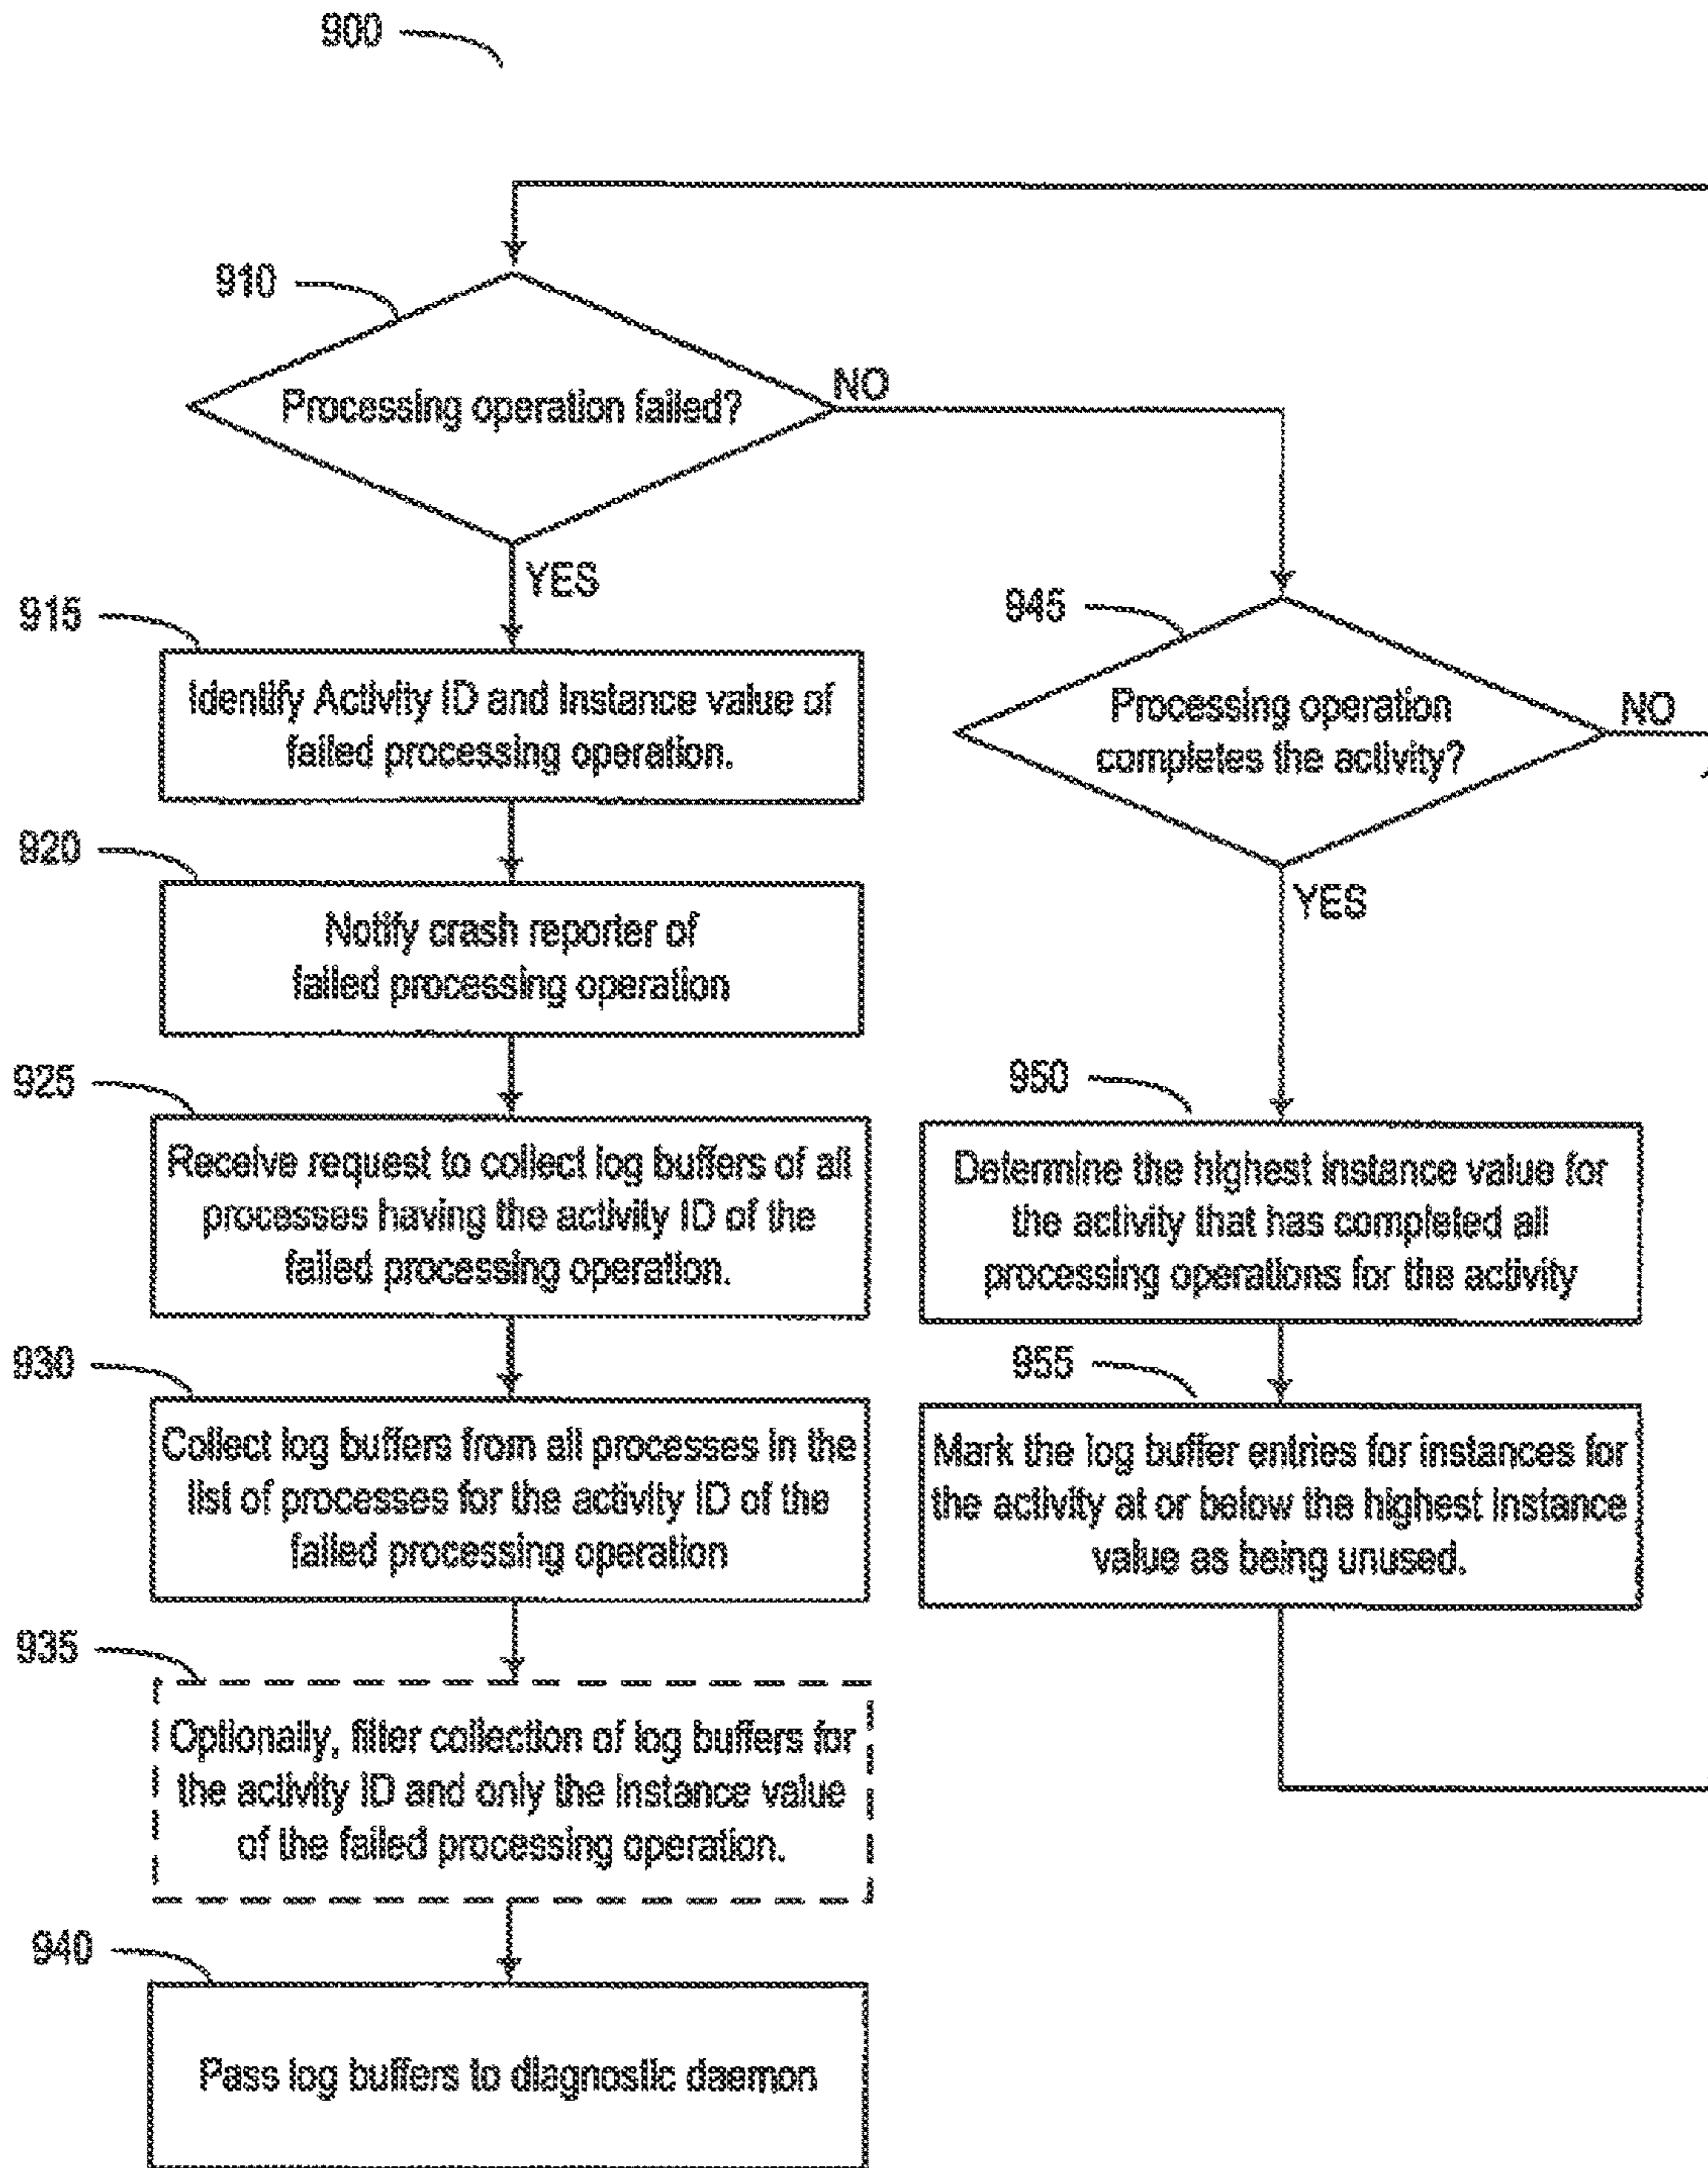 900
910
Processing operation failed?
NO
YES
915
Identify Activity ID and Instance value of
failed processing operation.
920
Notify crash reporter of
failed processing operation
925
Receive request to collect log buffers of all
processes having the activity ID of the
failed processing operation.
930
Collect log buffers from all processes in the
list of processes for the activity ID of the
failed processing operation
935
Optionally, filter collection of log buffers for
the activity ID and only the instance value
of the failed processing operation.
940
Pass log buffers to diagnostic daemon
945
Processing operation
completes the activity?
NO
YES
950
Determine the highest instance value for
the activity that has completed all
processing operations for the activity
955
Mark the log buffer entries for instances for
the activity at or below the highest instance
value as being unused.